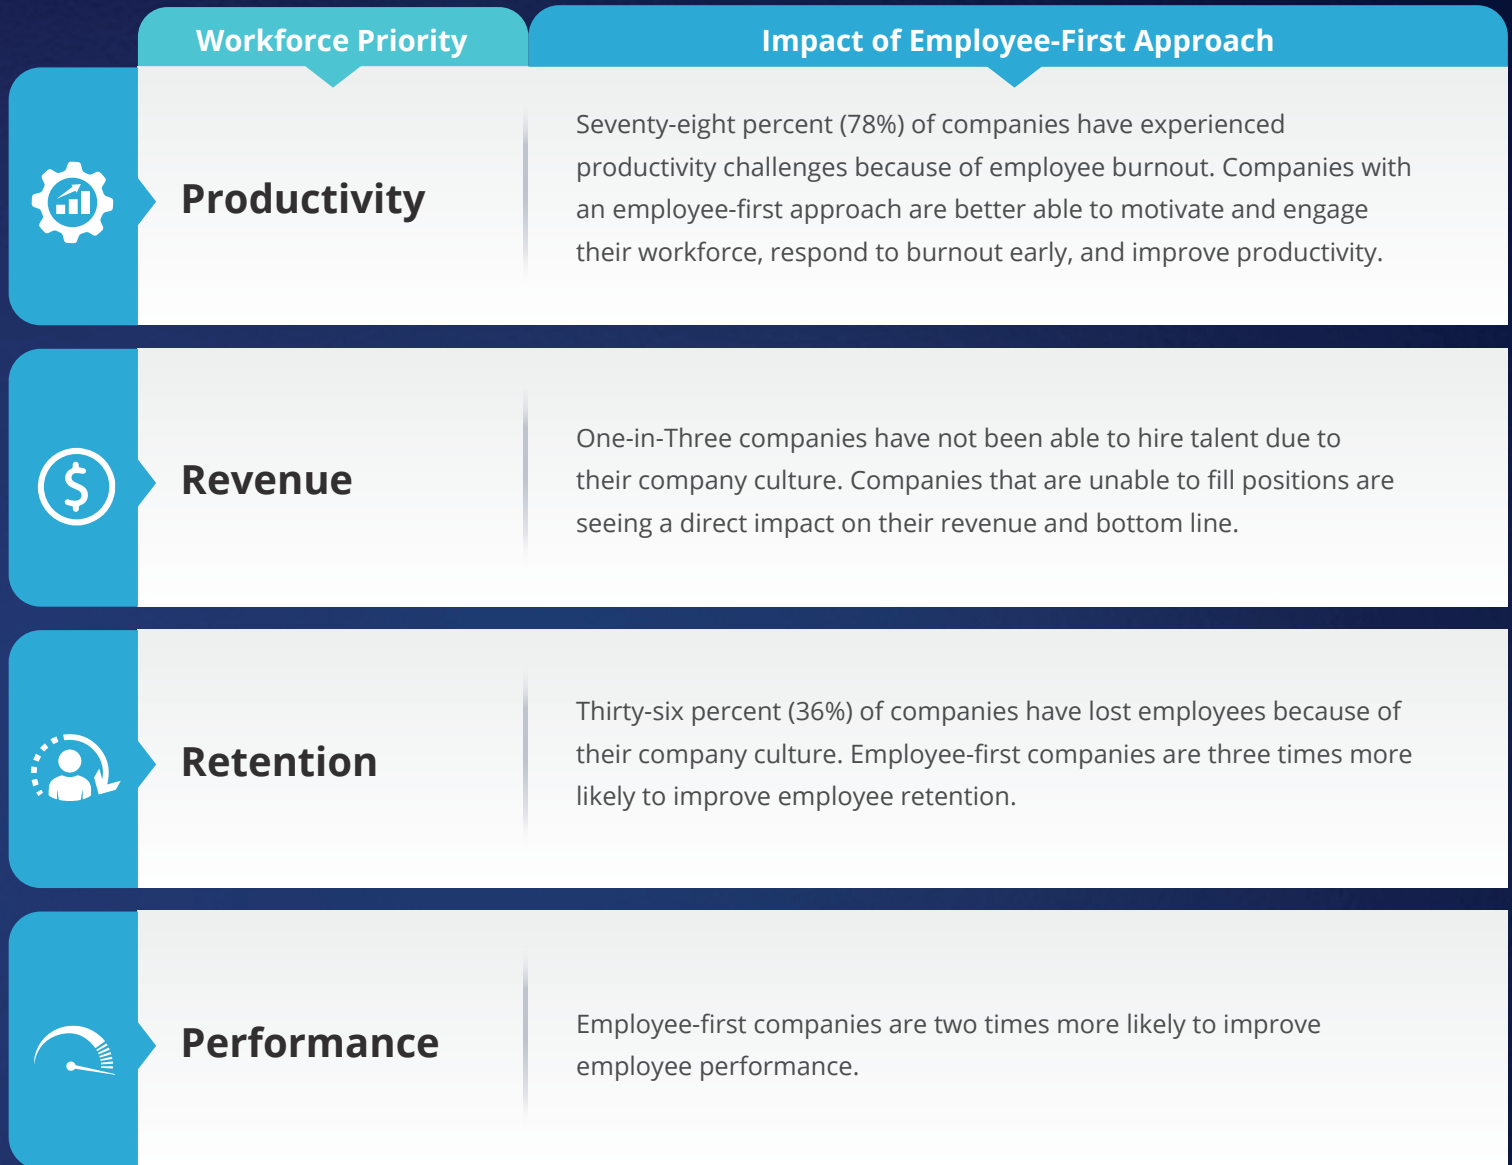 Workforce Priority
Impact of Employee-First Approach
Productivity
Seventy-eight percent (78%) of companies have experienced
productivity challenges because of employee burnout. Companies with
an employee-first approach are better able to motivate and engage
their workforce, respond to burnout early, and improve productivity.
Revenue
One-in-Three companies have not been able to hire talent due to
their company culture. Companies that are unable to fill positions are
seeing a direct impact on their revenue and bottom line.
Retention
Thirty-six percent (36%) of companies have lost employees because of
their company culture. Employee-first companies are three times more
likely to improve employee retention.
Performance
Employee-first companies are two times more likely to improve
employee performance.